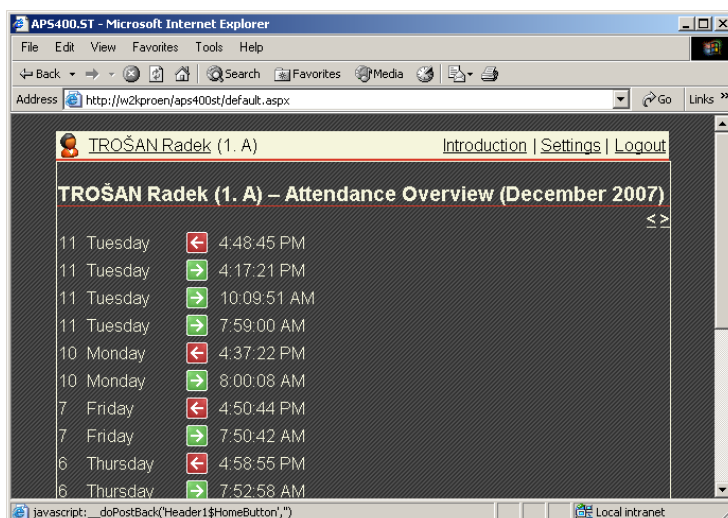 APS400.ST - Microsoft Internet Explorer
File Edit View Favorites Tools Help
Back Search Favorites Media
Address http://w2kproen/aps400st/default.aspx Go Links »
TROŠAN Radek (1. A) Introduction | Settings | Logout
TROŠAN Radek (1. A) – Attendance Overview (December 2007)
< >
11 Tuesday 4:48:45 PM
11 Tuesday 4:17:21 PM
11 Tuesday 10:09:51 AM
11 Tuesday 7:59:00 AM
10 Monday 4:37:22 PM
10 Monday 8:00:08 AM
7 Friday 4:50:44 PM
7 Friday 7:50:42 AM
6 Thursday 4:58:55 PM
6 Thursday 7:52:58 AM
javascript:__doPostBack('Header1$HomeButton','') Local intranet